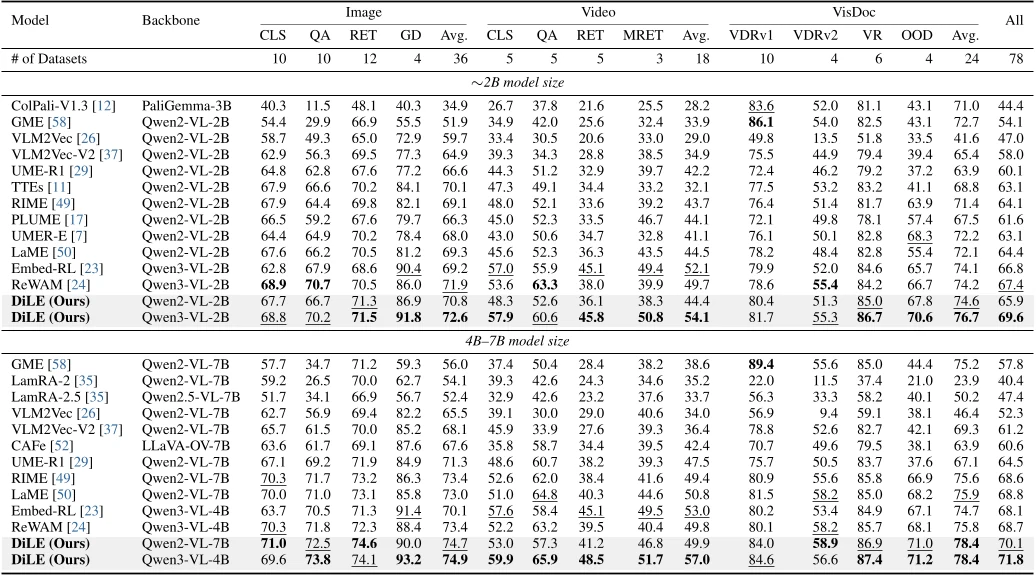 Model Backbone Image Video VisDoc All
CLS QA RET GD Avg. CLS QA RET MRET Avg. VDRv1 VDRv2 VR OOD Avg.
# of Datasets 10 10 12 4 36 5 5 5 3 18 10 4 6 4 24 78
~2B model size
ColPali-V1.3 [12] PaliGemma-3B 40.3 11.5 48.1 40.3 34.9 26.7 37.8 21.6 25.5 28.2 83.6 52.0 81.1 43.1 71.0 44.4
GME [58] Qwen2-VL-2B 54.4 29.9 66.9 55.5 51.9 34.9 42.0 25.6 32.4 33.9 86.1 54.0 82.5 43.1 72.7 54.1
VLM2Vec [26] Qwen2-VL-2B 58.7 49.3 65.0 72.9 59.7 33.4 30.5 20.6 33.0 29.0 49.8 13.5 51.8 33.5 41.6 47.0
VLM2Vec-V2 [37] Qwen2-VL-2B 62.9 56.3 69.5 77.3 64.9 39.3 34.3 28.8 38.5 34.9 75.5 44.9 79.4 39.4 65.4 58.0
UME-R1 [29] Qwen2-VL-2B 64.8 62.8 67.6 77.2 66.6 44.3 51.2 32.9 39.7 42.2 72.4 46.2 79.2 37.2 63.9 60.1
TTEs [11] Qwen2-VL-2B 67.9 66.6 70.2 84.1 70.1 47.3 49.1 34.4 33.2 32.1 77.5 53.2 83.2 41.1 68.8 63.1
RIME [49] Qwen2-VL-2B 67.9 64.4 69.8 82.1 69.1 48.0 52.1 33.6 39.2 43.7 76.4 51.4 81.7 63.9 71.4 64.1
PLUME [17] Qwen2-VL-2B 66.5 59.2 67.6 79.7 66.3 45.0 52.3 33.5 46.7 44.1 72.1 49.8 78.1 57.4 67.5 61.6
UMER-E [7] Qwen2-VL-2B 64.4 64.9 70.2 78.4 68.0 43.0 50.6 34.7 32.8 41.1 76.1 50.1 82.8 68.3 72.2 63.1
LaME [50] Qwen2-VL-2B 67.6 66.2 70.5 81.2 69.3 45.6 52.3 36.3 43.5 44.5 78.2 48.4 82.8 55.4 72.1 64.4
Embed-RL [23] Qwen3-VL-2B 62.8 67.9 68.6 90.4 69.2 57.0 55.9 45.1 49.4 52.1 79.9 52.0 84.6 65.7 74.1 66.8
ReWAM [24] Qwen3-VL-2B 68.9 70.7 70.5 86.0 71.9 53.6 63.3 38.0 39.9 49.7 78.6 55.4 84.2 66.7 74.2 67.4
DiLE (Ours) Qwen2-VL-2B 67.7 66.7 71.3 86.9 70.8 48.3 52.6 36.1 38.3 44.4 80.4 51.3 85.0 67.8 74.6 65.9
DiLE (Ours) Qwen3-VL-2B 68.8 70.2 71.5 91.8 72.6 57.9 60.6 45.8 50.8 54.1 81.7 55.3 86.7 70.6 76.7 69.6
4B–7B model size
GME [58] Qwen2-VL-7B 57.7 34.7 71.2 59.3 56.0 37.4 50.4 28.4 38.2 38.6 89.4 55.6 85.0 44.4 75.2 57.8
LamRA-2 [35] Qwen2-VL-7B 59.2 26.5 70.0 62.7 54.1 39.3 42.6 24.3 34.6 35.2 22.0 11.5 37.4 21.0 23.9 40.4
LamRA-2.5 [35] Qwen2.5-VL-7B 51.7 34.1 66.9 56.7 52.4 32.9 42.6 23.2 37.6 33.7 56.3 33.3 58.2 40.1 50.2 47.4
VLM2Vec [26] Qwen2-VL-7B 62.7 56.9 69.4 82.2 65.5 39.1 30.0 29.0 40.6 34.0 56.9 9.4 59.1 38.1 46.4 52.3
VLM2Vec-V2 [37] Qwen2-VL-7B 65.7 61.5 70.0 85.2 68.1 45.9 33.9 27.6 39.3 36.4 78.8 52.6 82.7 42.1 69.3 61.2
CAFe [52] LLaVA-OV-7B 63.6 61.7 69.1 87.6 67.6 35.8 58.7 34.4 39.5 42.4 70.7 49.6 79.5 38.1 63.9 60.6
UME-R1 [29] Qwen2-VL-7B 67.1 69.2 71.9 84.9 71.3 48.6 60.7 38.2 39.3 47.5 75.7 50.5 83.7 37.6 67.1 64.5
RIME [49] Qwen2-VL-7B 70.3 71.7 73.2 86.3 73.4 52.6 62.0 38.4 41.6 49.4 80.9 55.6 85.8 66.9 75.6 68.6
LaME [50] Qwen2-VL-7B 70.0 71.0 73.1 85.8 73.0 51.0 64.8 40.3 44.6 50.8 81.5 58.2 85.0 68.2 75.9 68.8
Embed-RL [23] Qwen3-VL-4B 63.7 70.5 71.3 91.4 70.1 57.6 58.4 45.1 49.5 53.0 80.2 53.4 84.9 67.1 74.7 68.1
ReWAM [24] Qwen3-VL-4B 70.3 71.8 72.3 88.4 73.4 52.2 63.2 39.5 40.4 49.8 80.1 58.2 85.7 68.1 75.8 68.7
DiLE (Ours) Qwen2-VL-7B 71.0 72.5 74.6 90.0 74.7 53.0 57.3 41.2 46.8 49.9 84.0 58.9 86.9 71.0 78.4 70.1
DiLE (Ours) Qwen3-VL-4B 69.6 73.8 74.1 93.2 74.9 59.9 65.9 48.5 51.7 57.0 84.6 56.6 87.4 71.2 78.4 71.8